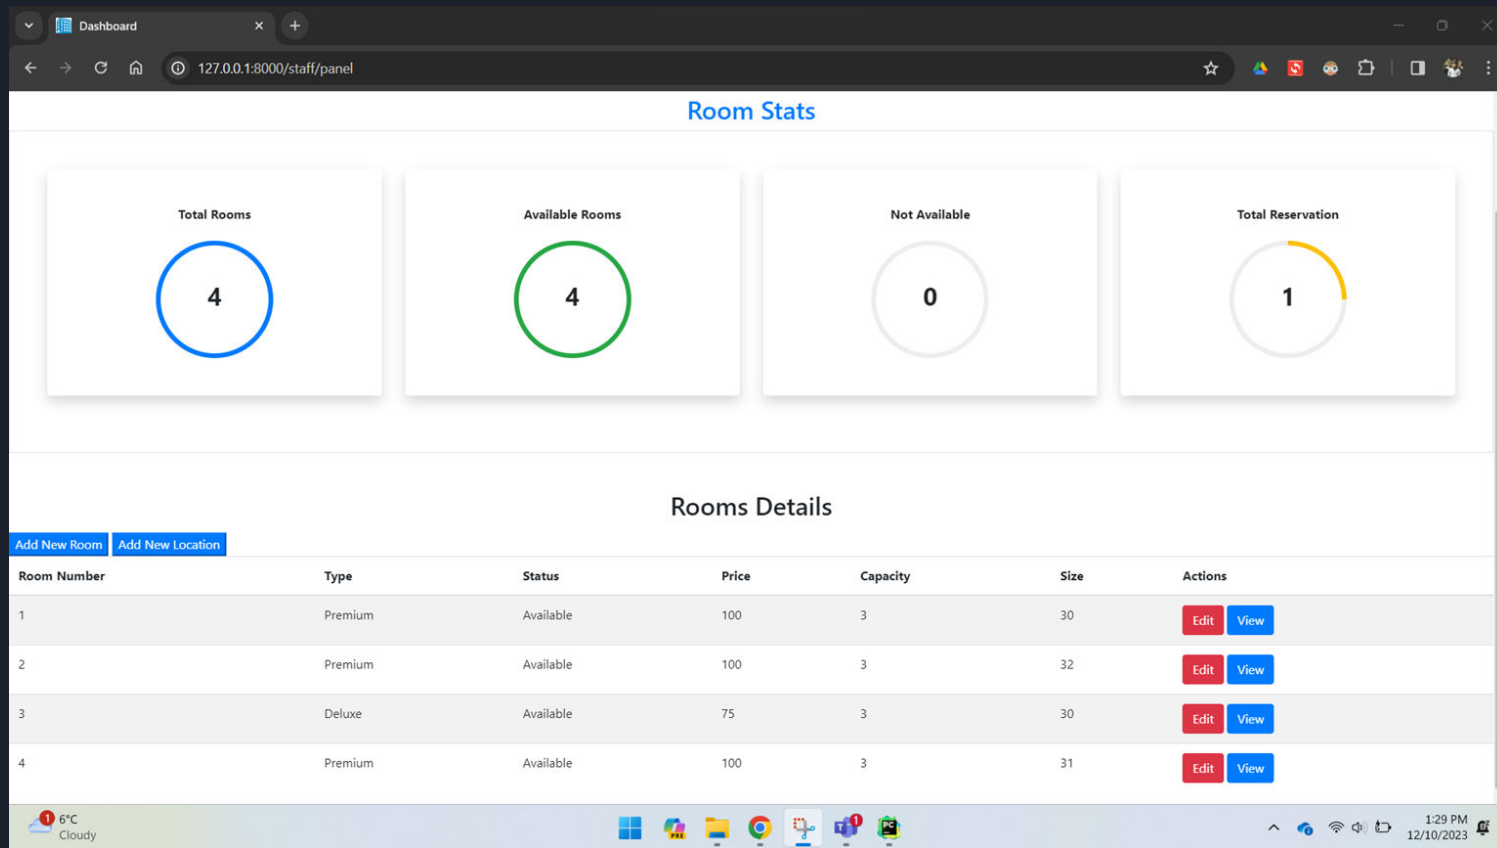 Dashboard
127.0.0.1:8000/staff/panel
Room Stats
Total Rooms Available Rooms Not Available Total Reservation
4 4 0 1
Rooms Details
Add New Room Add New Location
Room Number Type Status Price Capacity Size Actions
1 Premium Available 100 3 30 Edit View
2 Premium Available 100 3 32 Edit View
3 Deluxe Available 75 3 30 Edit View
4 Premium Available 100 3 31 Edit View
1 6°C
Cloudy
PRE
1
PC
1:29 PM
12/10/2023